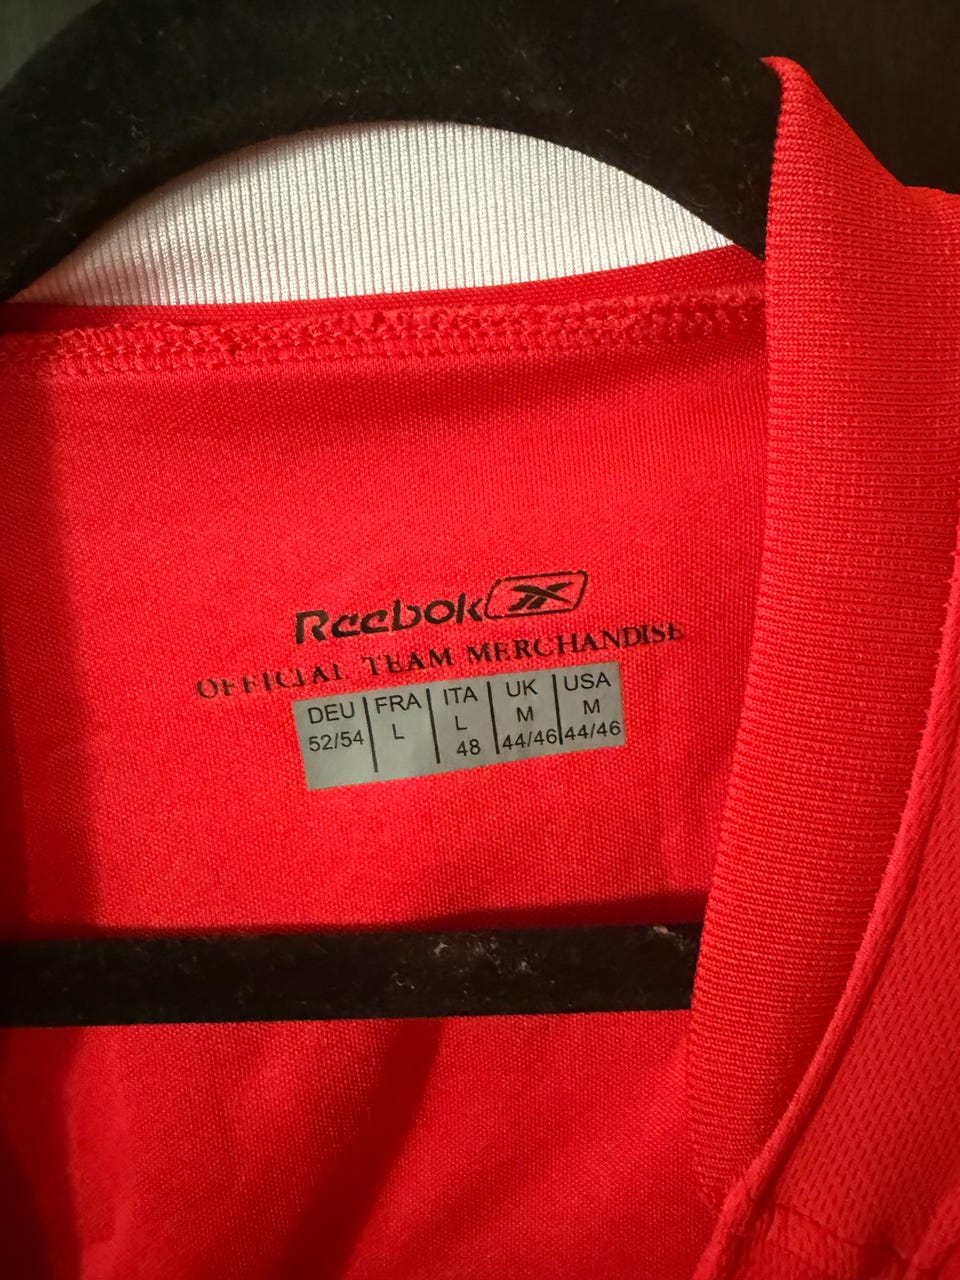 Reebok
OFFICIAL TEAM MERCHANDISE
DEU FRA ITA UK USA
52/54 L L M M
48 44/46 44/46